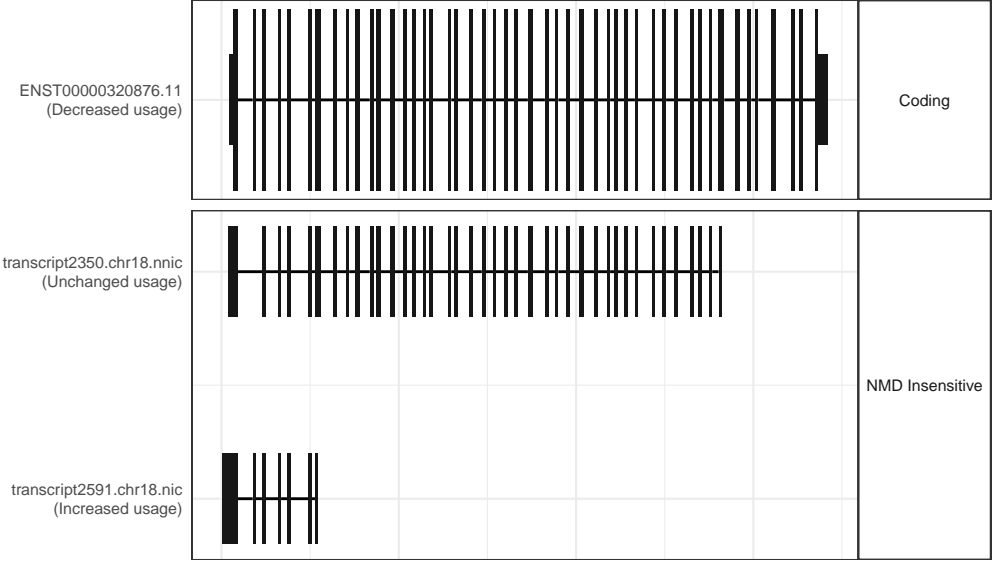 ENST00000320876.11
(Decreased usage)
Coding
transcript2350.chr18.nnic
(Unchanged usage)
NMD Insensitive
transcript2591.chr18.nic
(Increased usage)